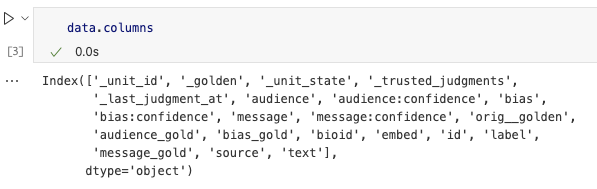 data.columns
[3]
0.0s
... Index(['_unit_id', '_golden', '_unit_state', '_trusted_judgments',
'_last_judgment_at', 'audience', 'audience:confidence', 'bias',
'bias:confidence', 'message', 'message:confidence', 'orig__golden',
'audience_gold', 'bias_gold', 'bioid', 'embed', 'id', 'label',
'message_gold', 'source', 'text'],
dtype='object')